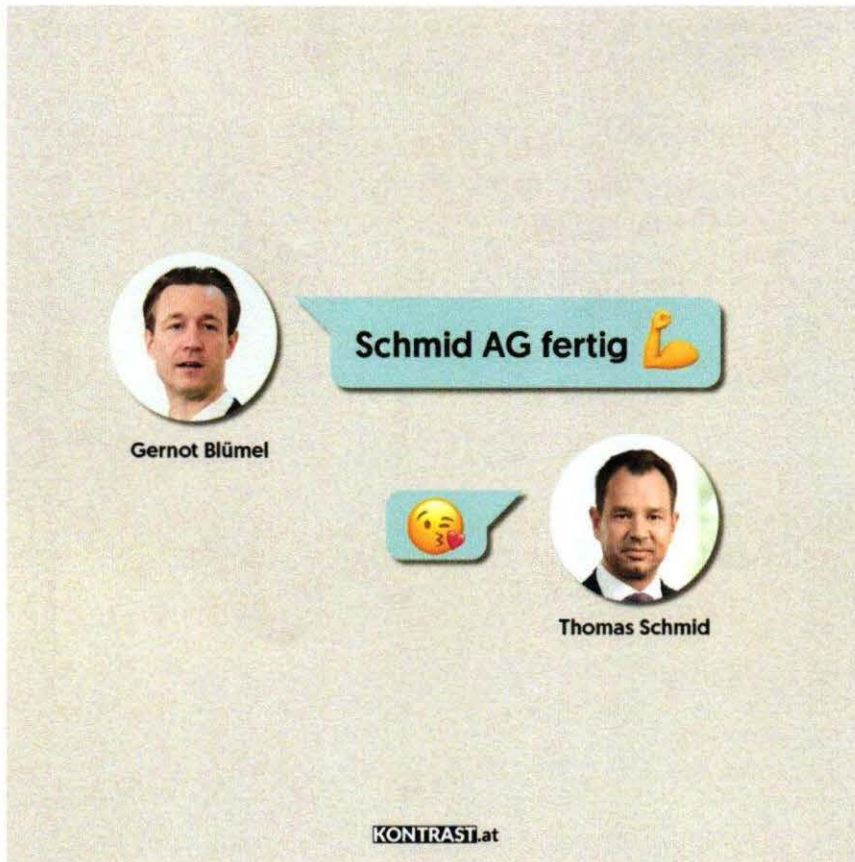 Schmid AG fertig 💪
Gernot Blümel
😘
Thomas Schmid
KONTRAST.at